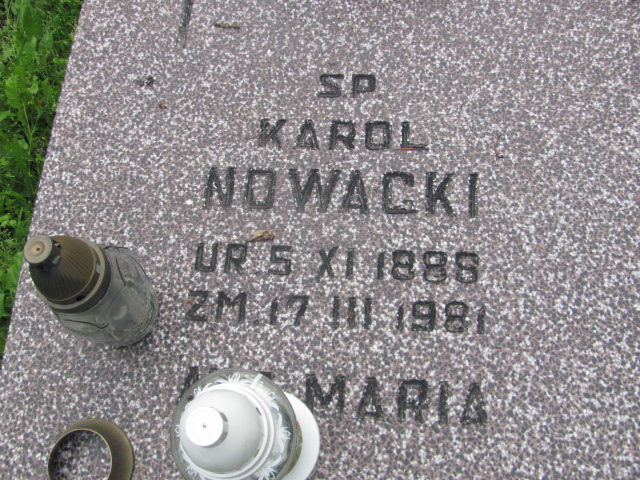 SP
KAROL
NOWACKI
UR. 5 XI 1886
ZM. 17 III 1981
MARIA